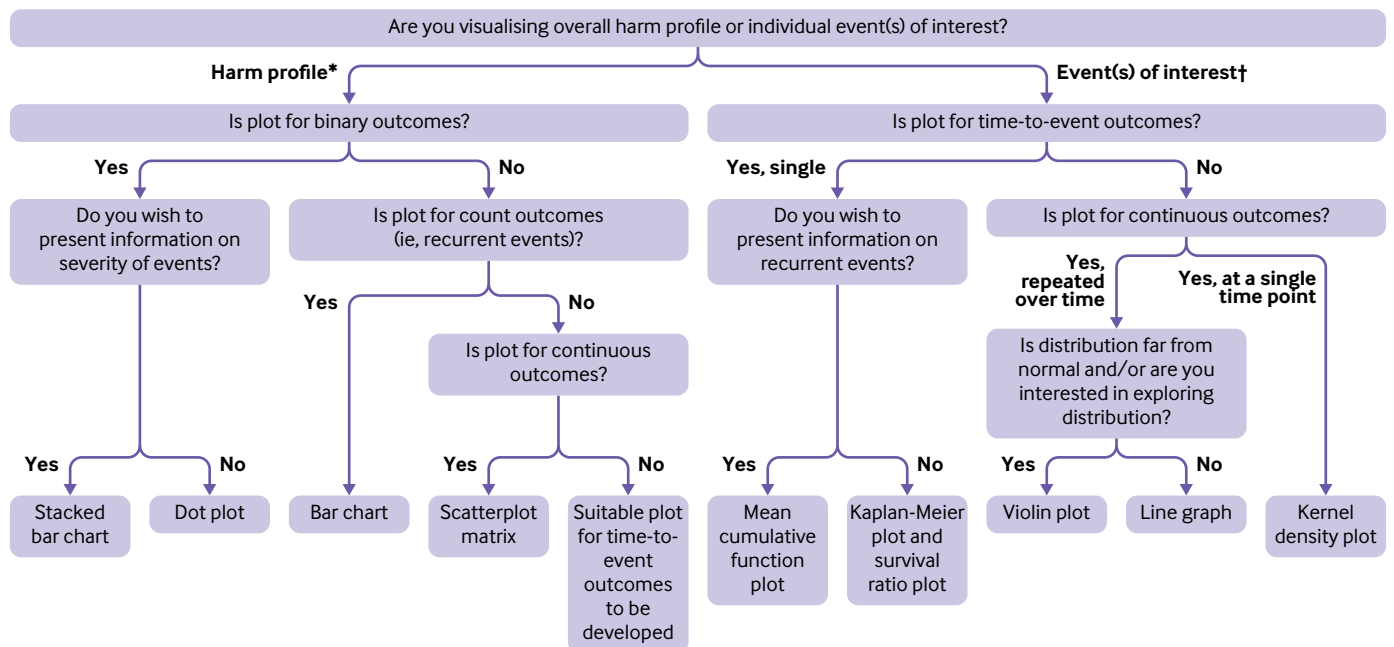 Are you visualising overall harm profile or individual event(s) of interest?
Harm profile*
Event(s) of interest†
Is plot for binary outcomes?
Is plot for time-to-event outcomes?
Yes
No
Yes, single
No
Do you wish to
present information on
severity of events?
Is plot for count outcomes
(ie, recurrent events)?
Do you wish to
present information on
recurrent events?
Is plot for continuous outcomes?
Yes
No
Yes,
repeated
over time
Yes, at a single
time point
Is plot for continuous
outcomes?
Is distribution far from
normal and/or are you
interested in exploring
distribution?
Yes
No
Yes
No
Yes
No
Yes
No
Stacked
bar chart
Dot plot
Bar chart
Scatterplot
matrix
Suitable plot
for time-to-
event
outcomes
to be
developed
Mean
cumulative
function
plot
Kaplan-Meier
plot and
survival
ratio plot
Violin plot
Line graph
Kernel
density plot